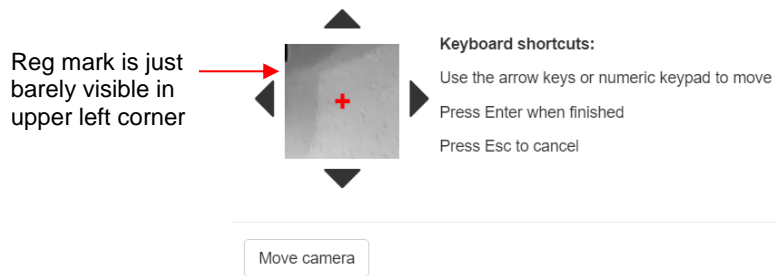 Reg mark is just
barely visible in
upper left corner
Keyboard shortcuts:
Use the arrow keys or numeric keypad to move
Press Enter when finished
Press Esc to cancel
Move camera